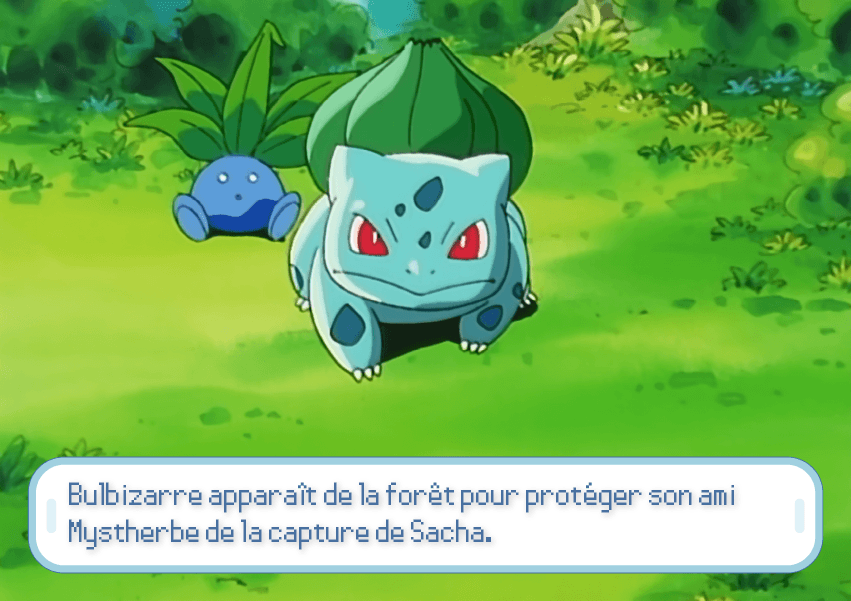 Bulbizarre apparaît de la forêt pour protéger son ami
Mystherbe de la capture de Sacha.